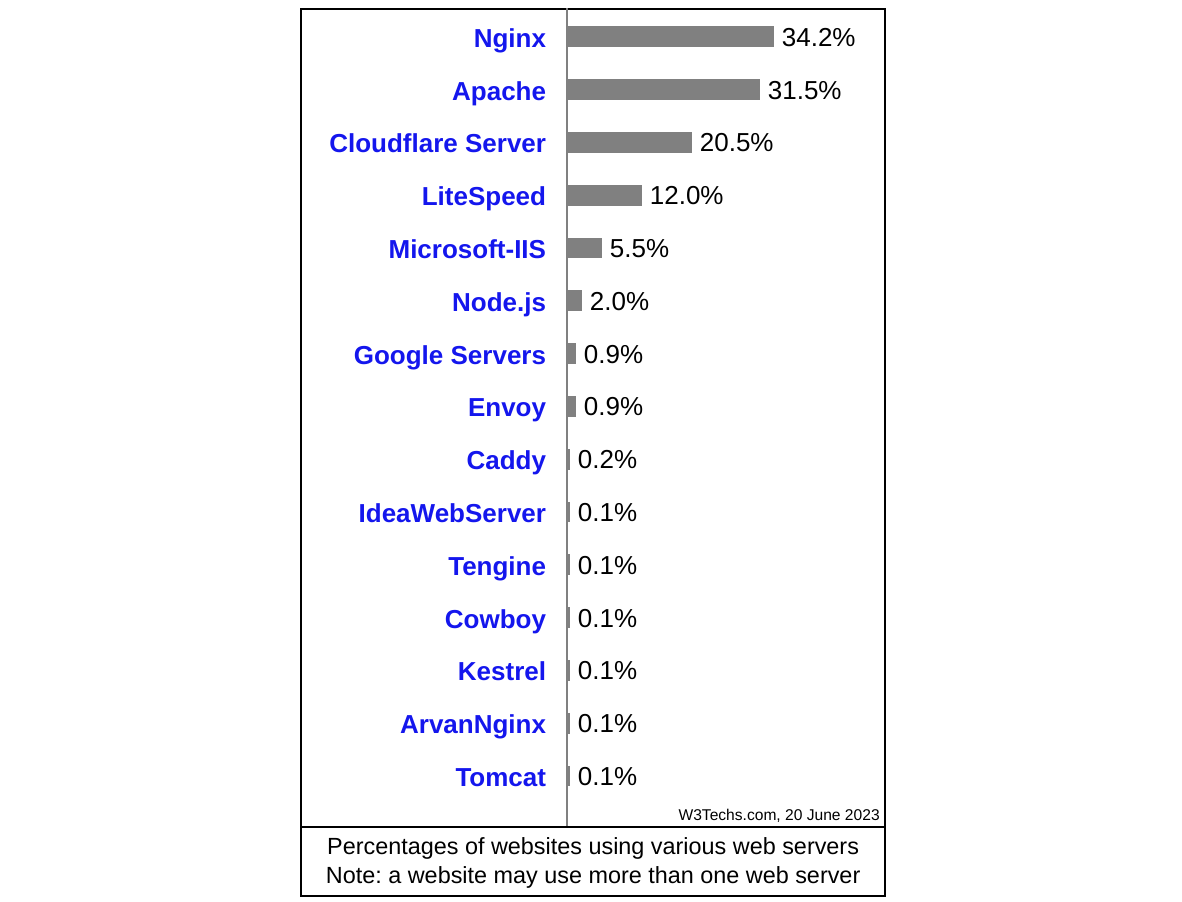 Nginx 34.2%
Apache 31.5%
Cloudflare Server 20.5%
LiteSpeed 12.0%
Microsoft-IIS 5.5%
Node.js 2.0%
Google Servers 0.9%
Envoy 0.9%
Caddy 0.2%
IdeaWebServer 0.1%
Tengine 0.1%
Cowboy 0.1%
Kestrel 0.1%
ArvanNginx 0.1%
Tomcat 0.1%
W3Techs.com, 20 June 2023
Percentages of websites using various web servers
Note: a website may use more than one web server